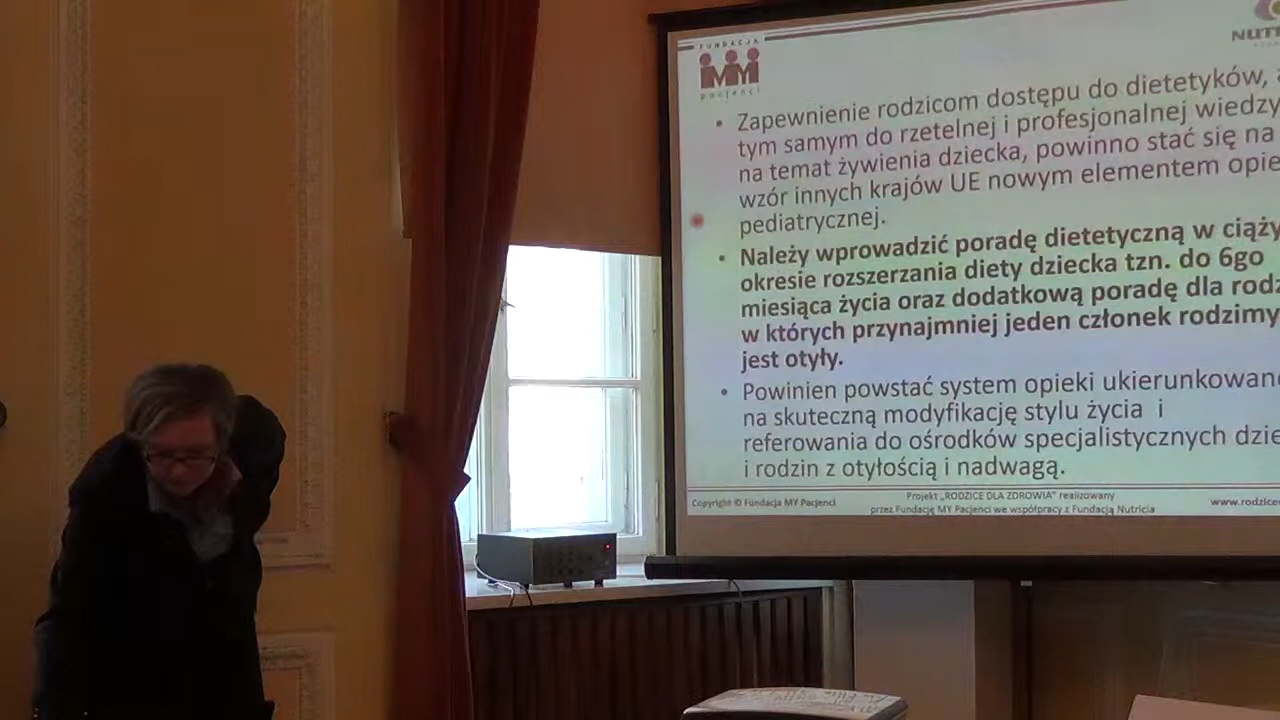 FUNDACJA
MY
pacjenci
NUT
Zapewnienie rodzicom dostępu do dietetyków,
tym samym do rzetelnej i profesjonalnej wiedzy
na temat żywienia dziecka, powinno stać się na
wzór innych krajów UE nowym elementem opie
pediatrycznej.
Należy wprowadzić poradę dietetyczną w ciąży
okresie rozszerzania diety dziecka tzn. do 6go
miesiąca życia oraz dodatkową poradę dla rodz
w których przynajmniej jeden członek rodzimy
jest otyły.
Powinien powstać system opieki ukierunkowan
na skuteczną modyfikację stylu życia i
referowania do ośrodków specjalistycznych dzie
i rodzin z otyłością i nadwagą.
Copyright © Fundacja MY Pacjenci
Projekt „RODZICE DLA ZDROWIA" realizowany
przez Fundację MY Pacjenci we współpracy z Fundacją Nutricia
www.rodzice